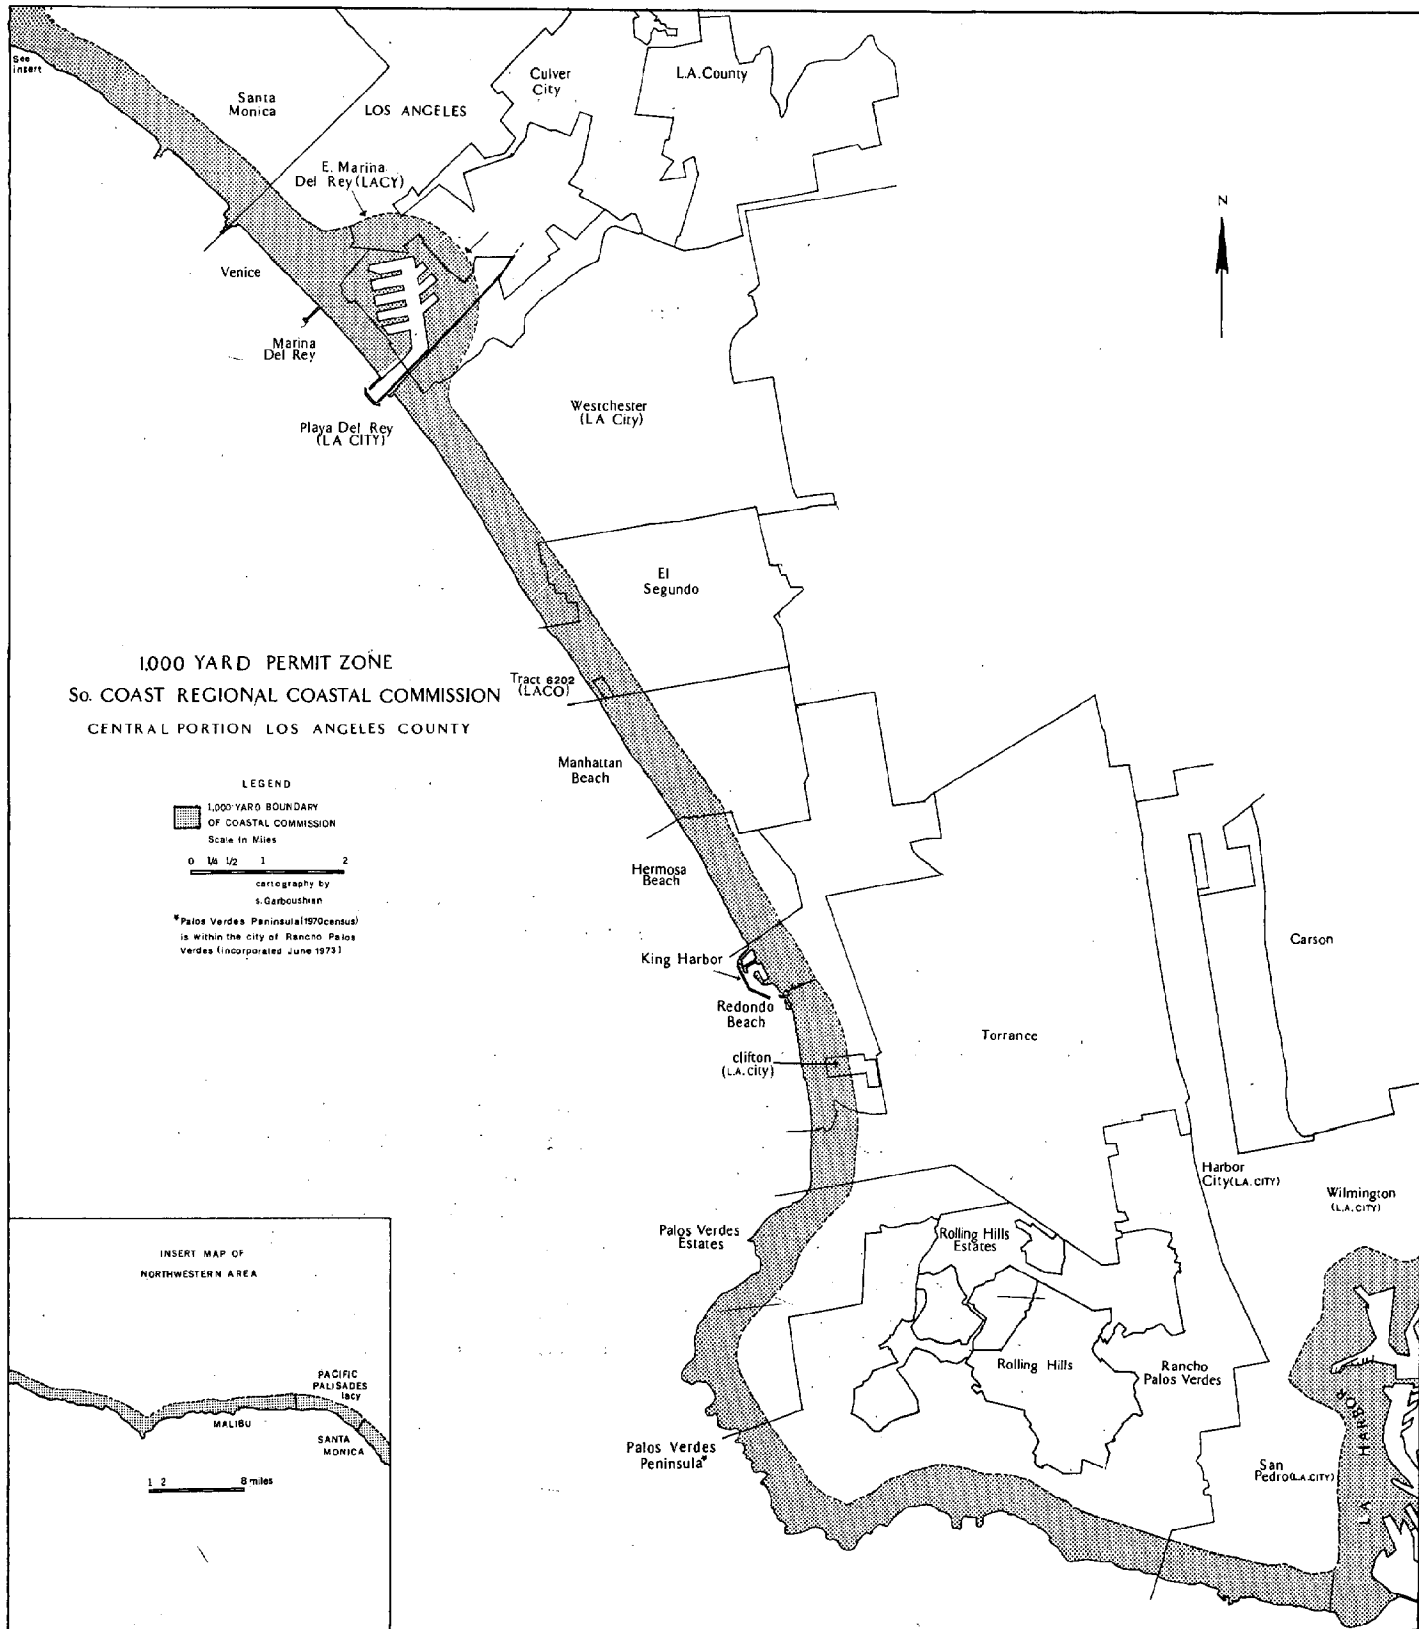 See
insert
Santa
Monica
LOS ANGELES
Culver
City
L.A. County
E. Marina
Del Rey (LACY)
N
Venice
Marina
Del Rey
Playa Del Rey
(LA CITY)
Westchester
(LA City)
El
Segundo
1,000 YARD PERMIT ZONE
So. COAST REGIONAL COASTAL COMMISSION
CENTRAL PORTION LOS ANGELES COUNTY
Tract 6202
(LACO)
Manhattan
Beach
LEGEND
1,000 YARD BOUNDARY
OF COASTAL COMMISSION
Scale in Miles
0 1/4 1/2 1 2
cartography by
s. Garboushian
*Palos Verdes Peninsula (1970 census)
is within the city of Rancho Palos
Verdes (incorporated June 1973)
Hermosa
Beach
King Harbor
Redondo
Beach
clifton
(L.A. city)
Torrance
Carson
Harbor
City (L.A. CITY)
Wilmington
(L.A. CITY)
Palos Verdes
Estates
Rolling Hills
Estates
Rolling Hills
Rancho
Palos Verdes
Palos Verdes
Peninsula*
San
Pedro (L.A. CITY)
LA HARBOR
INSERT MAP OF
NORTHWESTERN AREA
PACIFIC
PALISADES
lacy
MALIBU
SANTA
MONICA
1 2 8 miles